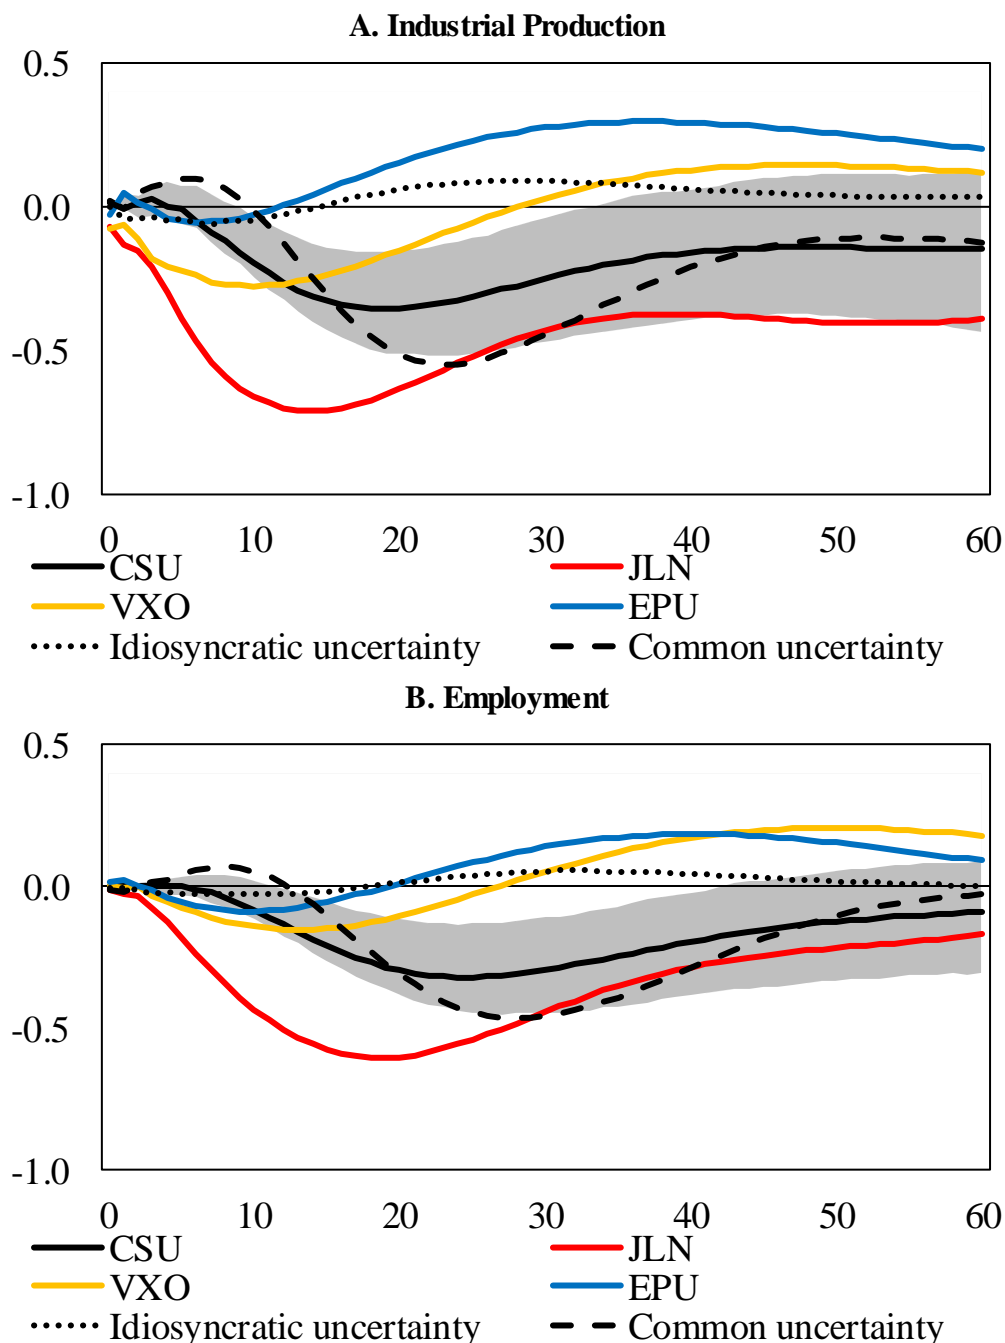 A. Industrial Production
0.5
0.0
-0.5
-1.0
0 10 20 30 40 50 60
CSU JLN
VXO EPU
Idiosyncratic uncertainty Common uncertainty
B. Employment
0.5
0.0
-0.5
-1.0
0 10 20 30 40 50 60
CSU JLN
VXO EPU
Idiosyncratic uncertainty Common uncertainty